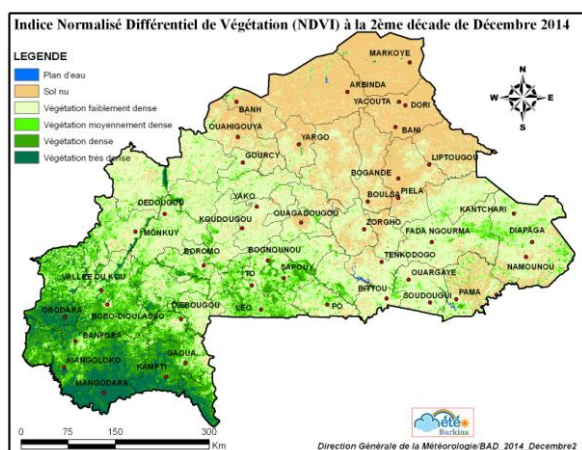 Indice Normalisé Différentiel de Végétation (NDVI) à la 2ème décade de Décembre 2014
LEGENDE
Plan d'eau
Sol nu
Végétation faiblement dense
Végétation moyennement dense
Végétation dense
Végétation très dense
MARKOYE
N
W E
S
ARBINDA
BANH
YACOUTA
DORI
OUAHIGOUYA
YARGO
BANI
GOURCY
LIPTOUGOU
BOGANDE
YAKO
BOULSA
PIELA
DEDOUGOU
KANTCHARI
KOUDOUGOU
OUAGADOUGOU
ZORGHO
MONKUY
FADA NGOURMA
DIAPAGA
BOROMO
BOGNOUNOU
TENKODOGO
NAMOUNOU
VALLEE DU KOU
TO
SAPOUY
OUARGAYE
BITTOU
SOUDOUGUI
PAMA
ORODARA
BOBO-DIOULASSO
DIEBOUGOU
LEO
PO
BANFORA
GAOUA
NIANGOLOKO
KAMPTI
MANGODARA
0 75 150 300
Km
météo
Burkina
Direction Générale de la Météorologie/BAD_2014_Decembre2